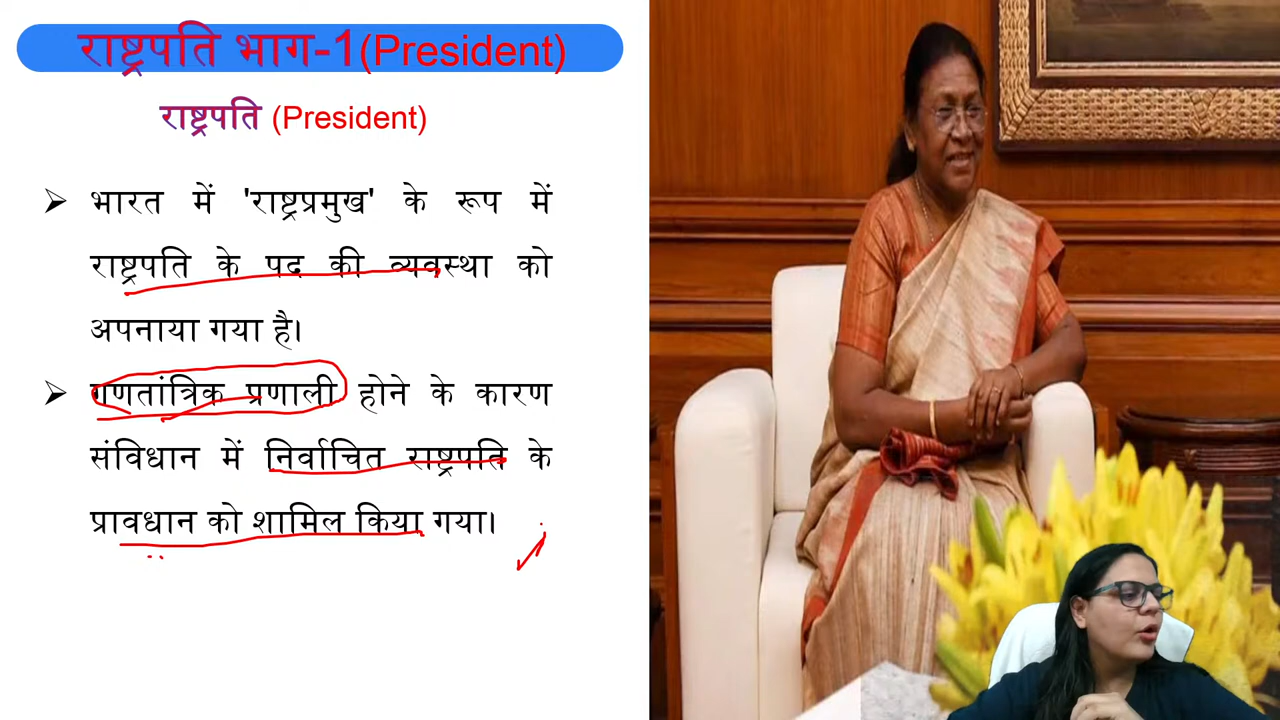 राष्ट्रपति भाग-1(President)
राष्ट्रपति (President)
➢ भारत में 'राष्ट्रप्रमुख' के रूप में
राष्ट्रपति के पद की व्यवस्था को
अपनाया गया है।
➢ गणतांत्रिक प्रणाली होने के कारण
संविधान में निर्वाचित राष्ट्रपति के
प्रावधान को शामिल किया गया।